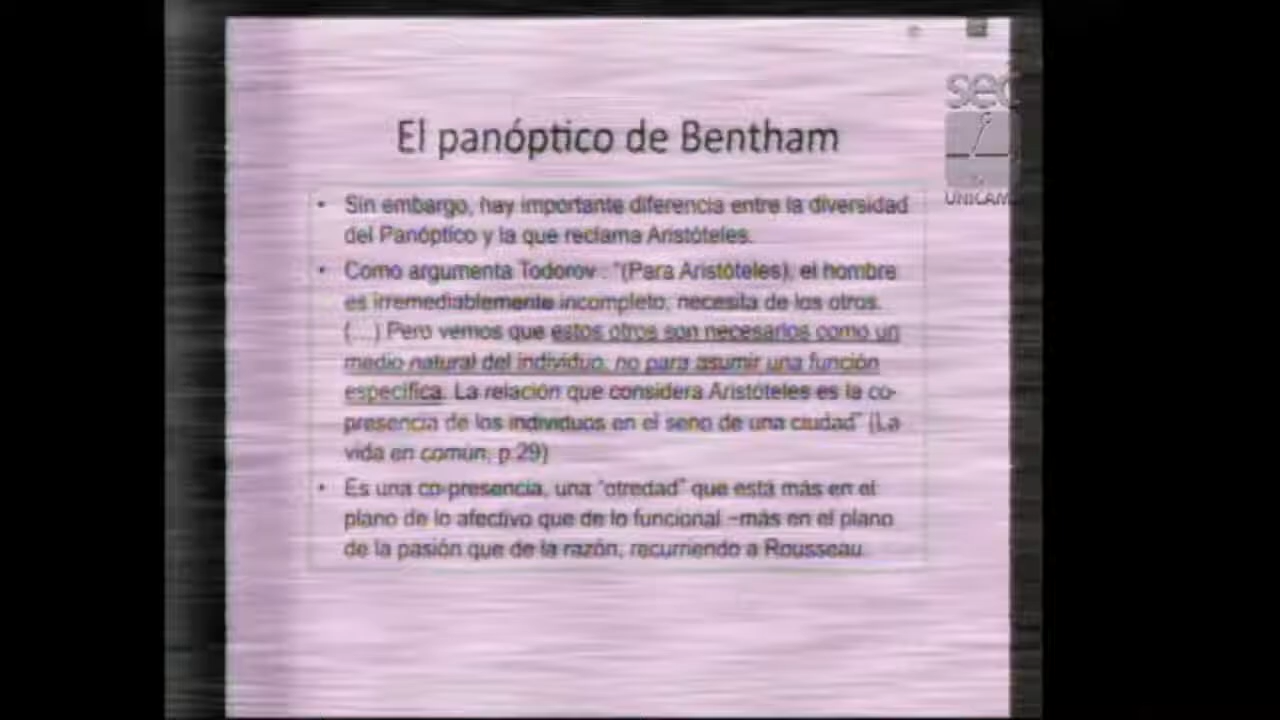 sec
UNICAM
El panóptico de Bentham
• Sin embargo, hay importante diferencia entre la diversidad
del Panóptico y la que reclama Aristóteles.
• Como argumenta Todorov : "(Para Aristóteles), el hombre
es irremediablemente incompleto, necesita de los otros.
(...) Pero vemos que estos otros son necesarios como un
medio natural del individuo, no para asumir una función
específica. La relación que considera Aristóteles es la co-
presencia de los individuos en el seno de una ciudad" (La
vida en común, p.29)
• Es una co-presencia, una "otredad" que está más en el
plano de lo afectivo que de lo funcional –más en el plano
de la pasión que de la razón, recurriendo a Rousseau.